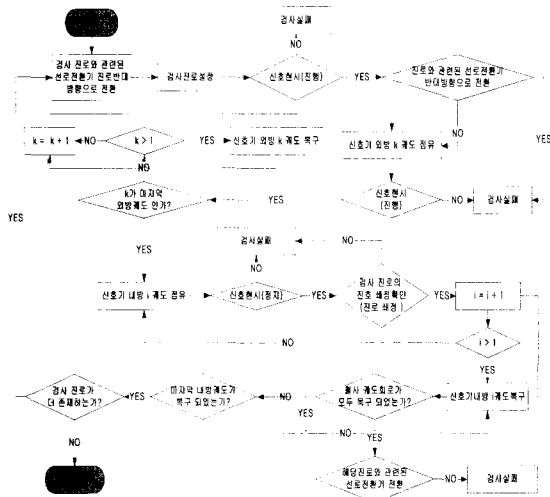 검사실패
NO
검사 진로와 관련된
선로전환기 진로반대
방향으로 전환
검사진로설정
신호현시(진행)
YES
진로와 관련된 선로전환기
반대방향으로 전환
NO
YES
k = k + 1
NO
k > 1
YES
신호기 외방 k 궤도 복구
신호기 외방 k 궤도 점유
NO
k가 마지막
외방궤도 인가?
YES
신호현시
(진행)
NO
검사실패
YES
YES
검사실패
NO
NO
신호기 내방 i 궤도 점유
신호현시(정지)
YES
검사 진로의
진로 쇄정확인
(진로 쇄정)
YES
i = i + 1
NO
i > 1
YES
검사 진로가
더 존재하는가?
YES
마지막 내방궤도가
복구 되었는가?
NO
YES
궤도회로가
모두 복구 되었는가?
신호기내방 i궤도복구
NO
YES
NO
YES
해당진로와 관련된
선로전환기 전환
NO
검사실패